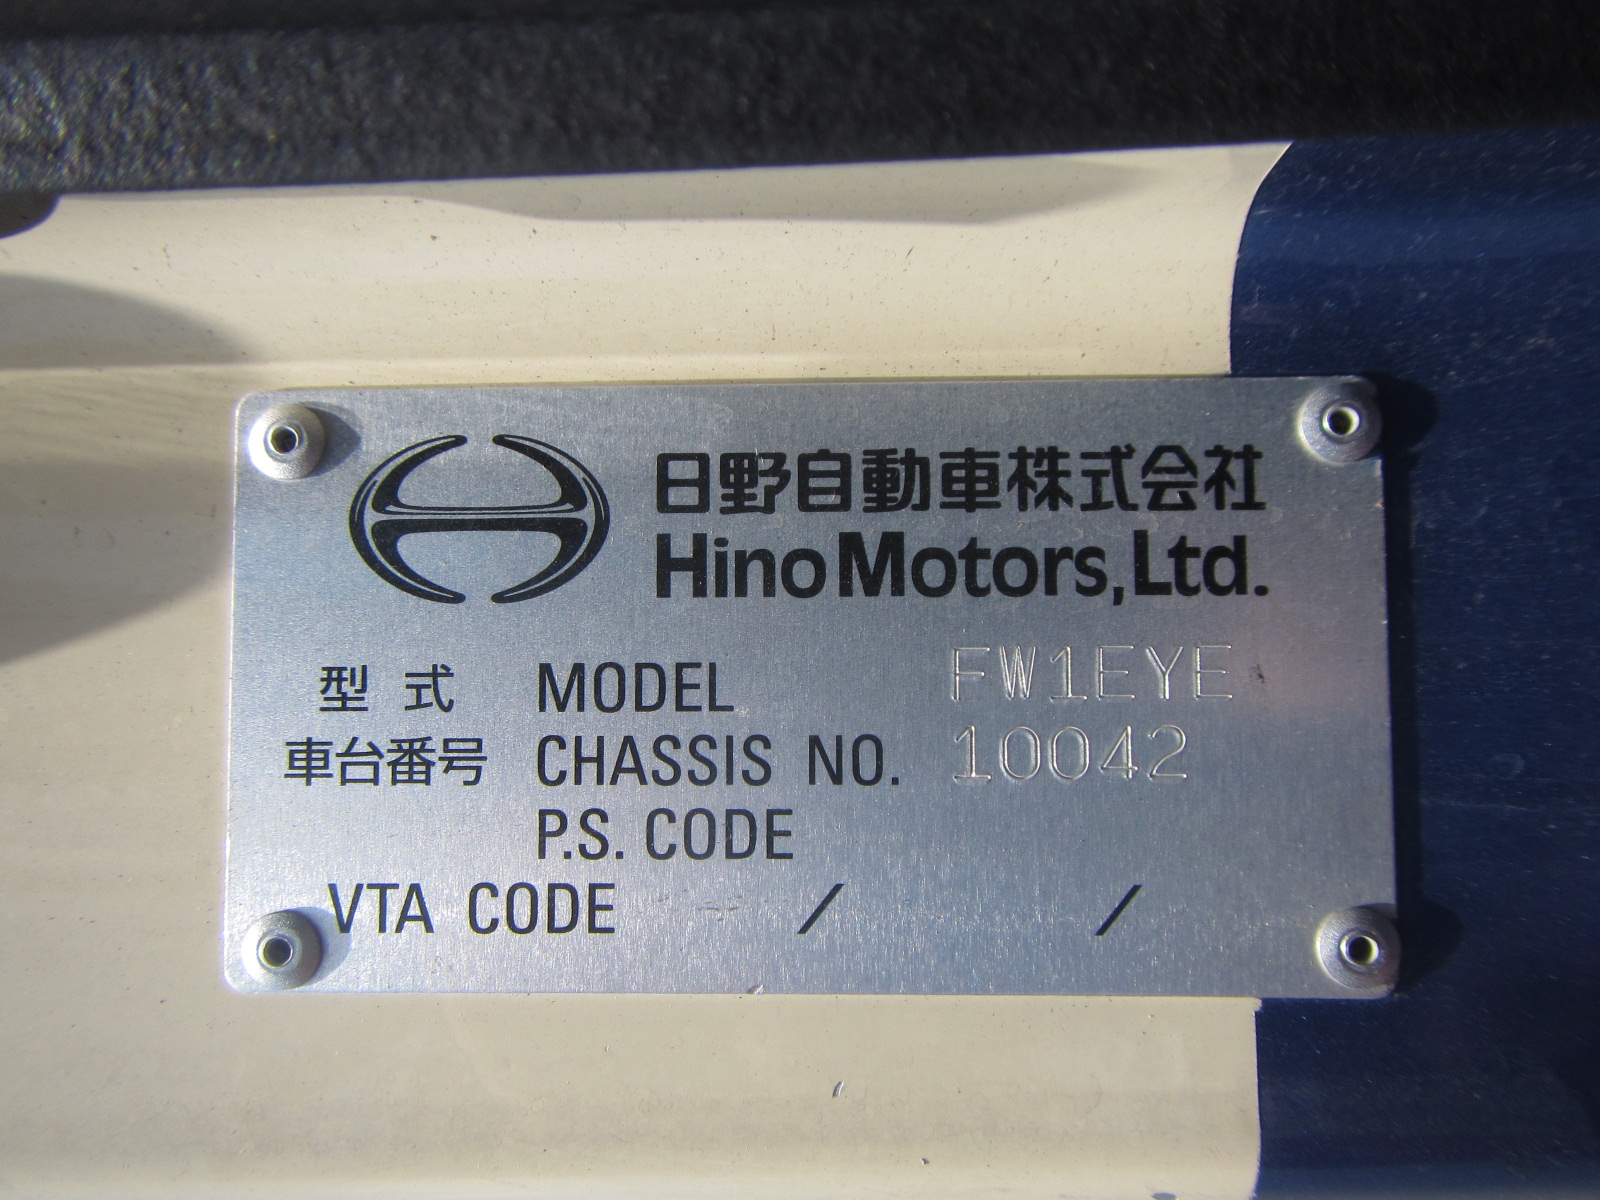 日野自動車株式会社
Hino Motors, Ltd.
型式 MODEL FW1EYE
車台番号 CHASSIS NO. 10042
P.S. CODE
VTA CODE / /